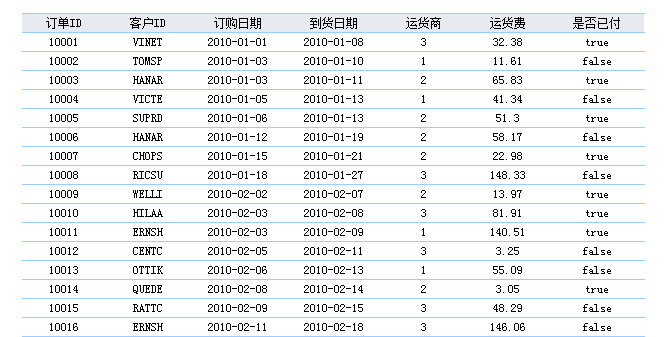 订单ID 客户ID 订购日期 到货日期 运货商 运货费 是否已付
10001 VINET 2010-01-01 2010-01-08 3 32.38 true
10002 TOMSP 2010-01-03 2010-01-10 1 11.61 false
10003 HANAR 2010-01-03 2010-01-11 2 65.83 true
10004 VICTE 2010-01-05 2010-01-13 1 41.34 false
10005 SUPRD 2010-01-06 2010-01-13 2 51.3 true
10006 HANAR 2010-01-12 2010-01-19 2 58.17 false
10007 CHOPS 2010-01-15 2010-01-21 2 22.98 true
10008 RICSU 2010-01-18 2010-01-27 3 148.33 false
10009 WELLI 2010-02-02 2010-02-07 2 13.97 true
10010 HILAA 2010-02-03 2010-02-08 3 81.91 true
10011 ERNSH 2010-02-03 2010-02-09 1 140.51 true
10012 CENTC 2010-02-05 2010-02-11 3 3.25 false
10013 OTTIK 2010-02-06 2010-02-13 1 55.09 false
10014 QUEDE 2010-02-08 2010-02-14 2 3.05 true
10015 RATTC 2010-02-09 2010-02-15 3 48.29 false
10016 ERNSH 2010-02-11 2010-02-18 3 146.06 false